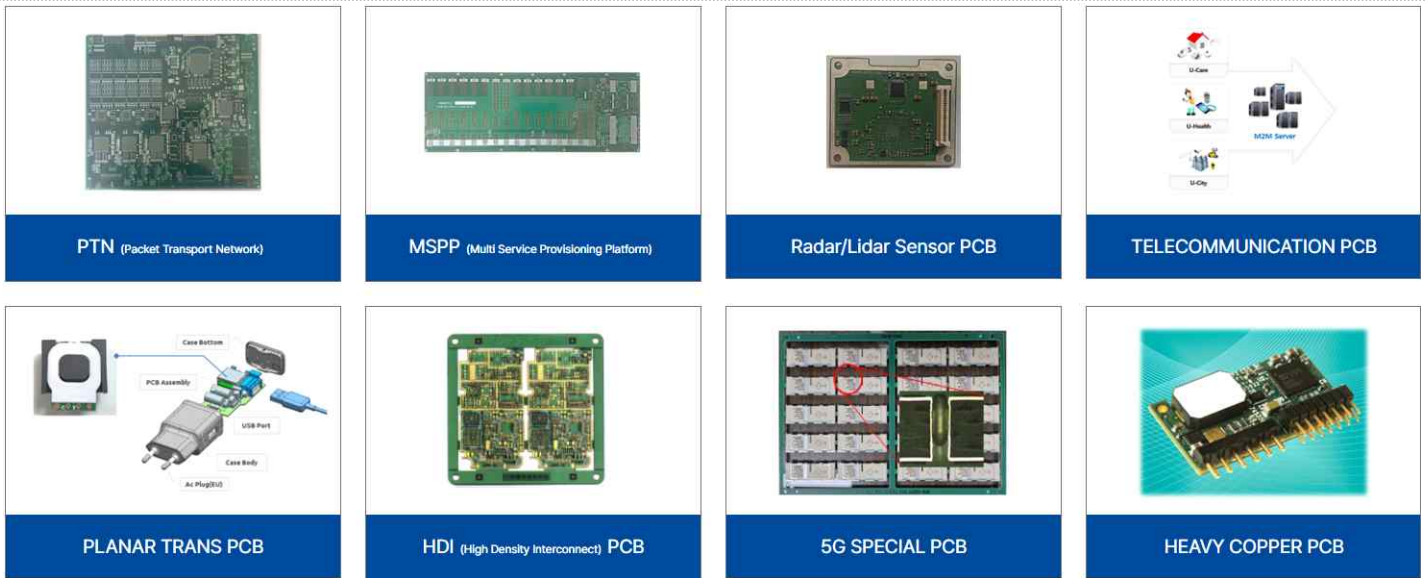 U-Care
U-Health
M2M Server
U-City
PTN (Packet Transport Network)
MSPP (Multi Service Provisioning Platform)
Radar/Lidar Sensor PCB
TELECOMMUNICATION PCB
Case Bottom
PCB Assembly
USB Port
Case Body
Ac Plug(EU)
PLANAR TRANS PCB
HDI (High Density Interconnect) PCB
5G SPECIAL PCB
HEAVY COPPER PCB